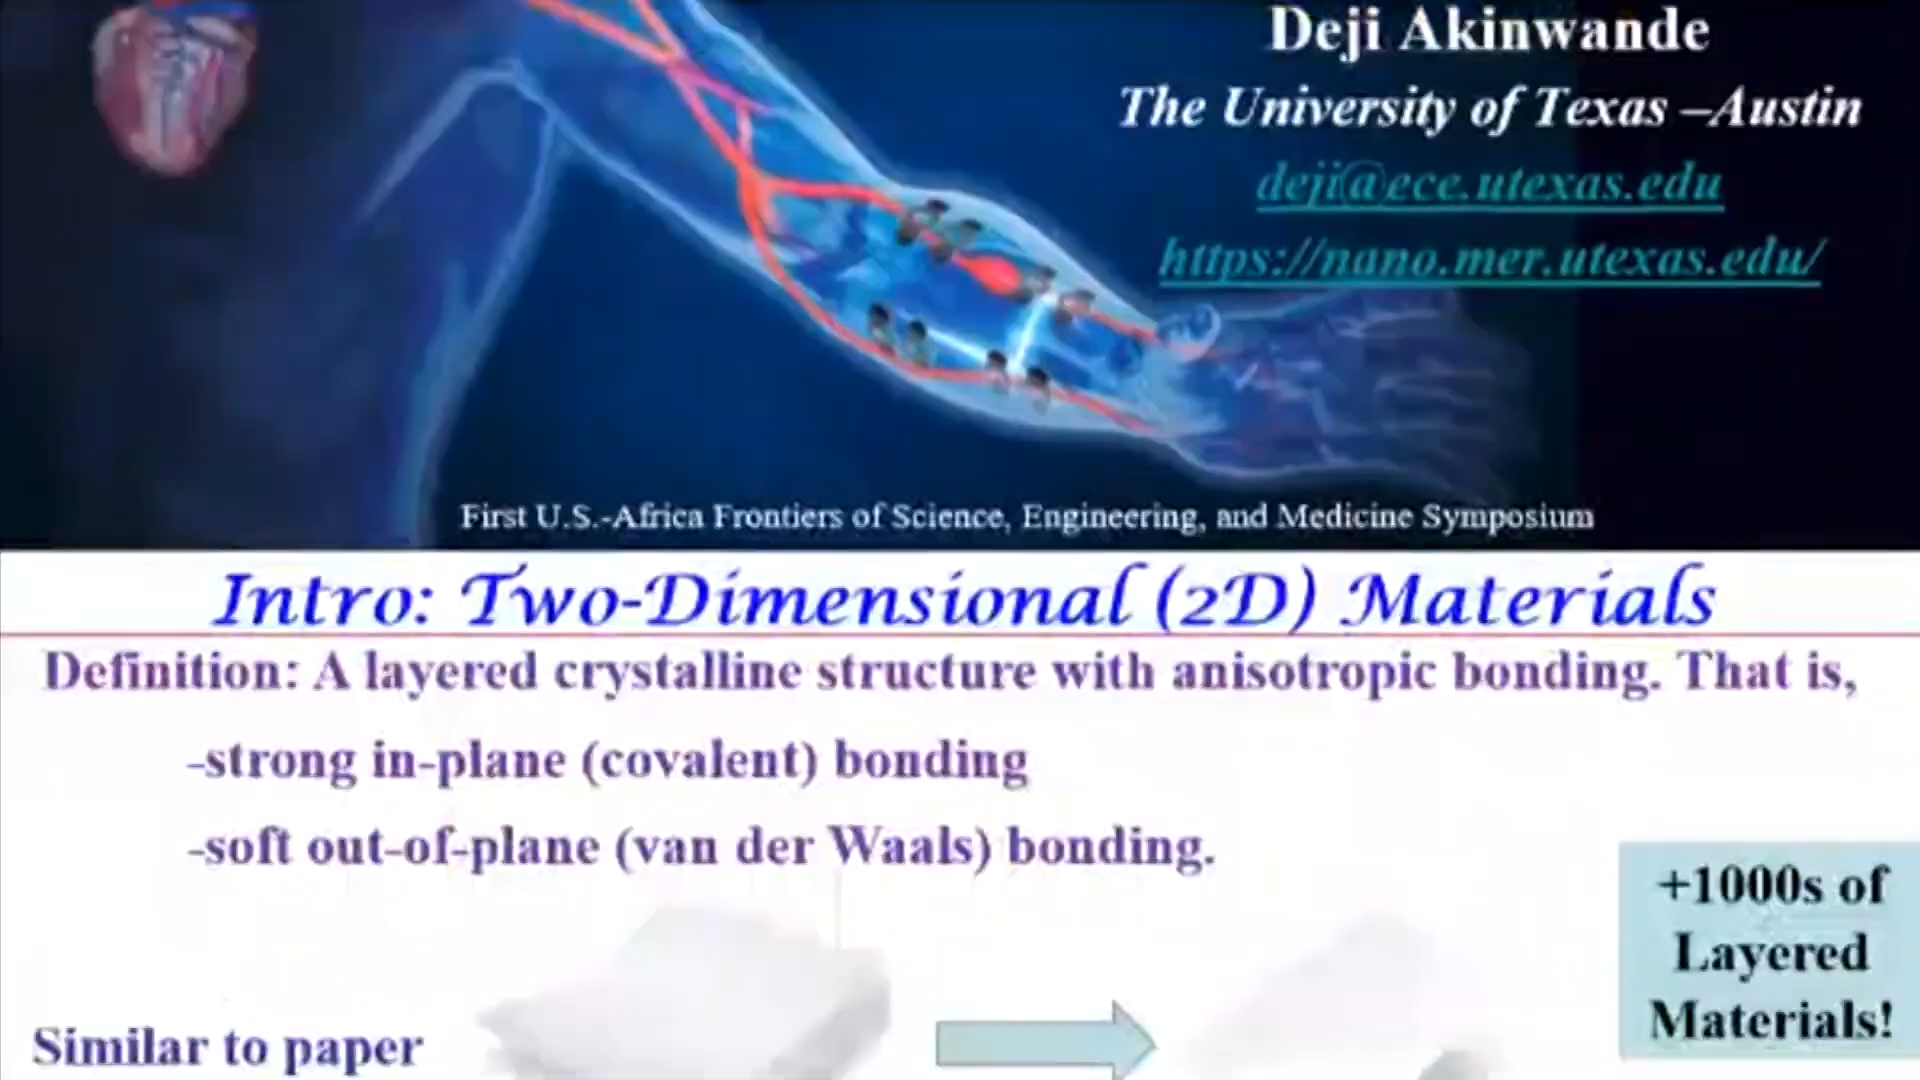 Deji Akinwande
The University of Texas –Austin
deji@ece.utexas.edu
https://nano.mer.utexas.edu/
First U.S.-Africa Frontiers of Science, Engineering, and Medicine Symposium
Intro: Two-Dimensional (2D) Materials
Definition: A layered crystalline structure with anisotropic bonding. That is,
-strong in-plane (covalent) bonding
-soft out-of-plane (van der Waals) bonding.
+1000s of
Layered
Materials!
Similar to paper